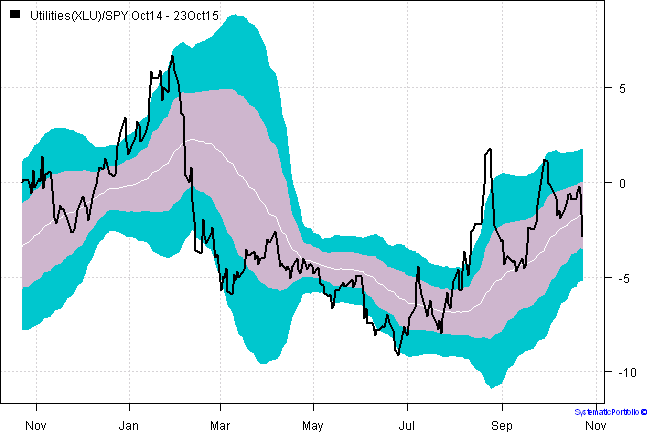 Utilities(XLU)/SPY Oct14 - 23Oct15
5
0
-5
-10
Nov Jan Mar May Jul Sep Nov
SystematicPortfolio ©